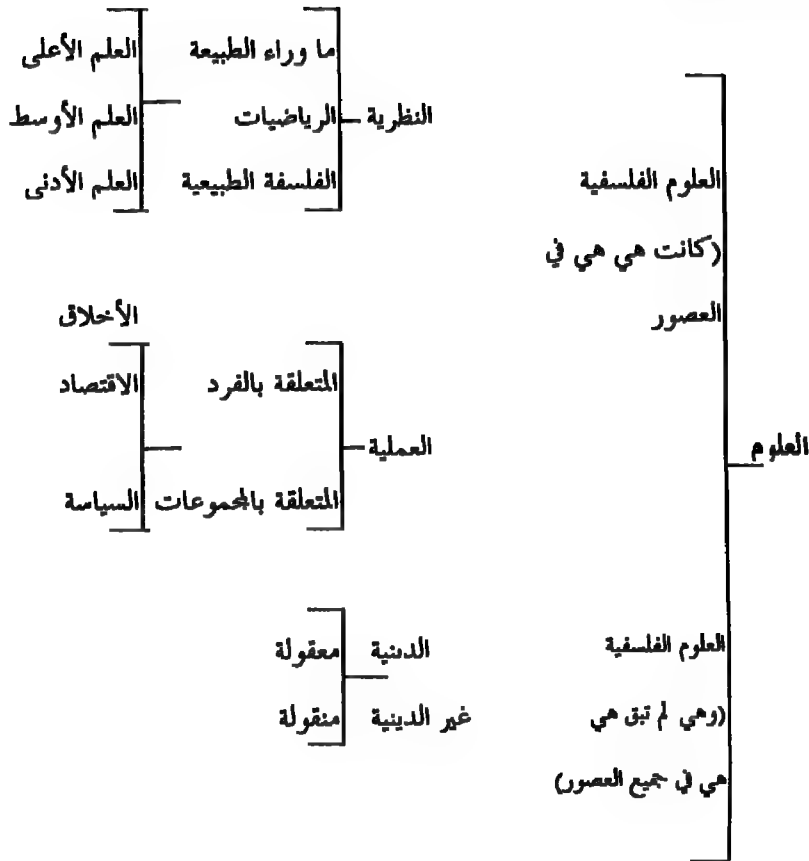 ما وراء الطبيعة العلم الأعلى
النظرية الرياضيات العلم الأوسط
الفلسفة الطبيعية العلم الأدنى
العلوم الفلسفية
(كانت هي هي في
العصور
الأخلاق
المتعلقة بالفرد الاقتصاد
العملية
المتعلقة بالمجموعات السياسة
العلوم
العلوم الفلسفية
(وهي لم تبق هي
هي في جميع العصور)
الدينية معقولة
غير الدينية منقولة